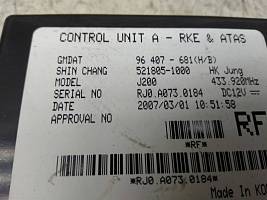 CONTROL UNIT A - RKE & ATAS
GMDAT 96 407 - 681(H/B)
SHIN CHANG 521805-1000 HK Jung
MODEL J200 433.920MHz
SERIAL NO RJ0.A073.0184 DC12V
DATE 2007/03/01 10:51:58
APPROVAL NO
RF
*RF*
*RJ0.A073.0184*
Made in KO